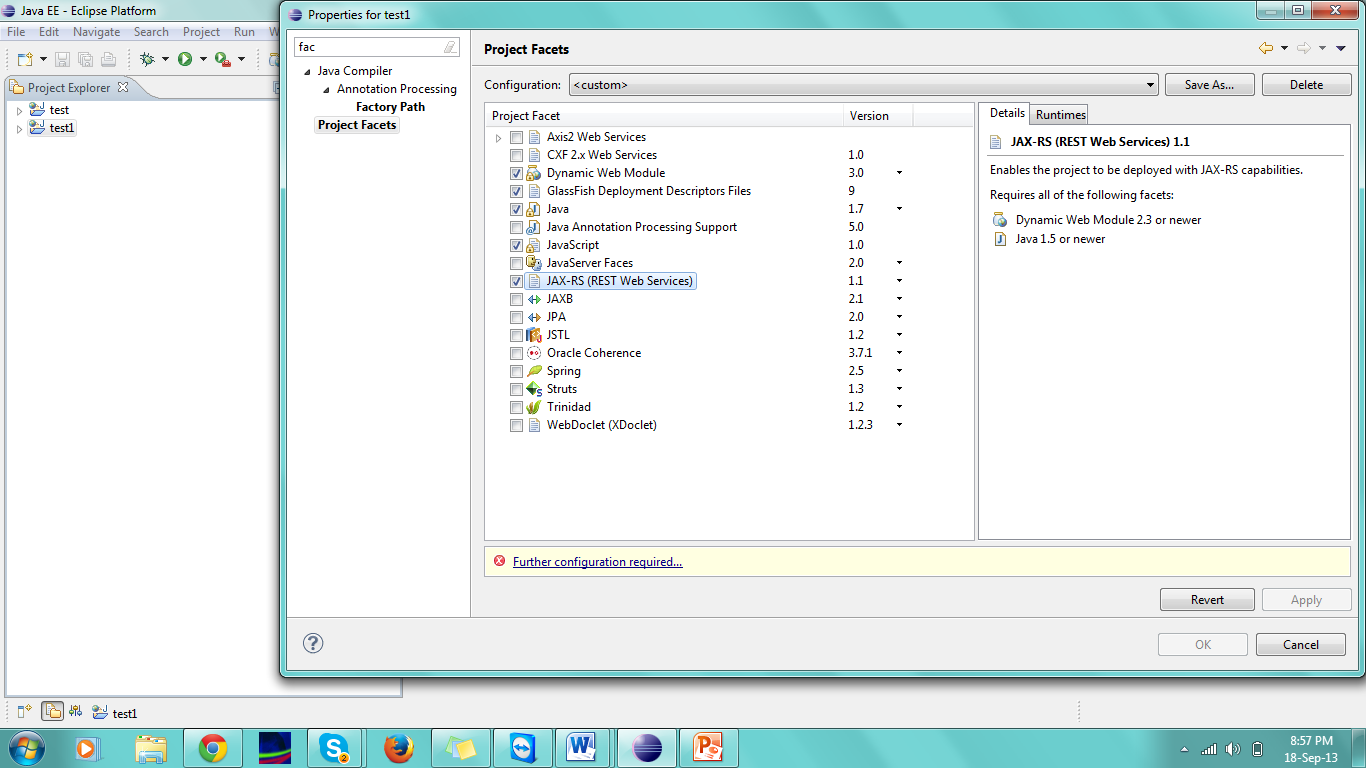 Java EE - Eclipse Platform
File Edit Navigate Search Project Run W
Project Explorer
test
test1
Properties for test1
fac
Java Compiler
Annotation Processing
Factory Path
Project Facets
Project Facets
Configuration: <custom> Save As... Delete
Project Facet Version
Axis2 Web Services
CXF 2.x Web Services 1.0
Dynamic Web Module 3.0
GlassFish Deployment Descriptors Files 9
Java 1.7
Java Annotation Processing Support 5.0
JavaScript 1.0
JavaServer Faces 2.0
JAX-RS (REST Web Services) 1.1
JAXB 2.1
JPA 2.0
JSTL 1.2
Oracle Coherence 3.7.1
Spring 2.5
Struts 1.3
Trinidad 1.2
WebDoclet (XDoclet) 1.2.3
Details Runtimes
JAX-RS (REST Web Services) 1.1
Enables the project to be deployed with JAX-RS capabilities.
Requires all of the following facets:
Dynamic Web Module 2.3 or newer
Java 1.5 or newer
Further configuration required...
Revert Apply
OK Cancel
test1
2
8:57 PM
18-Sep-13